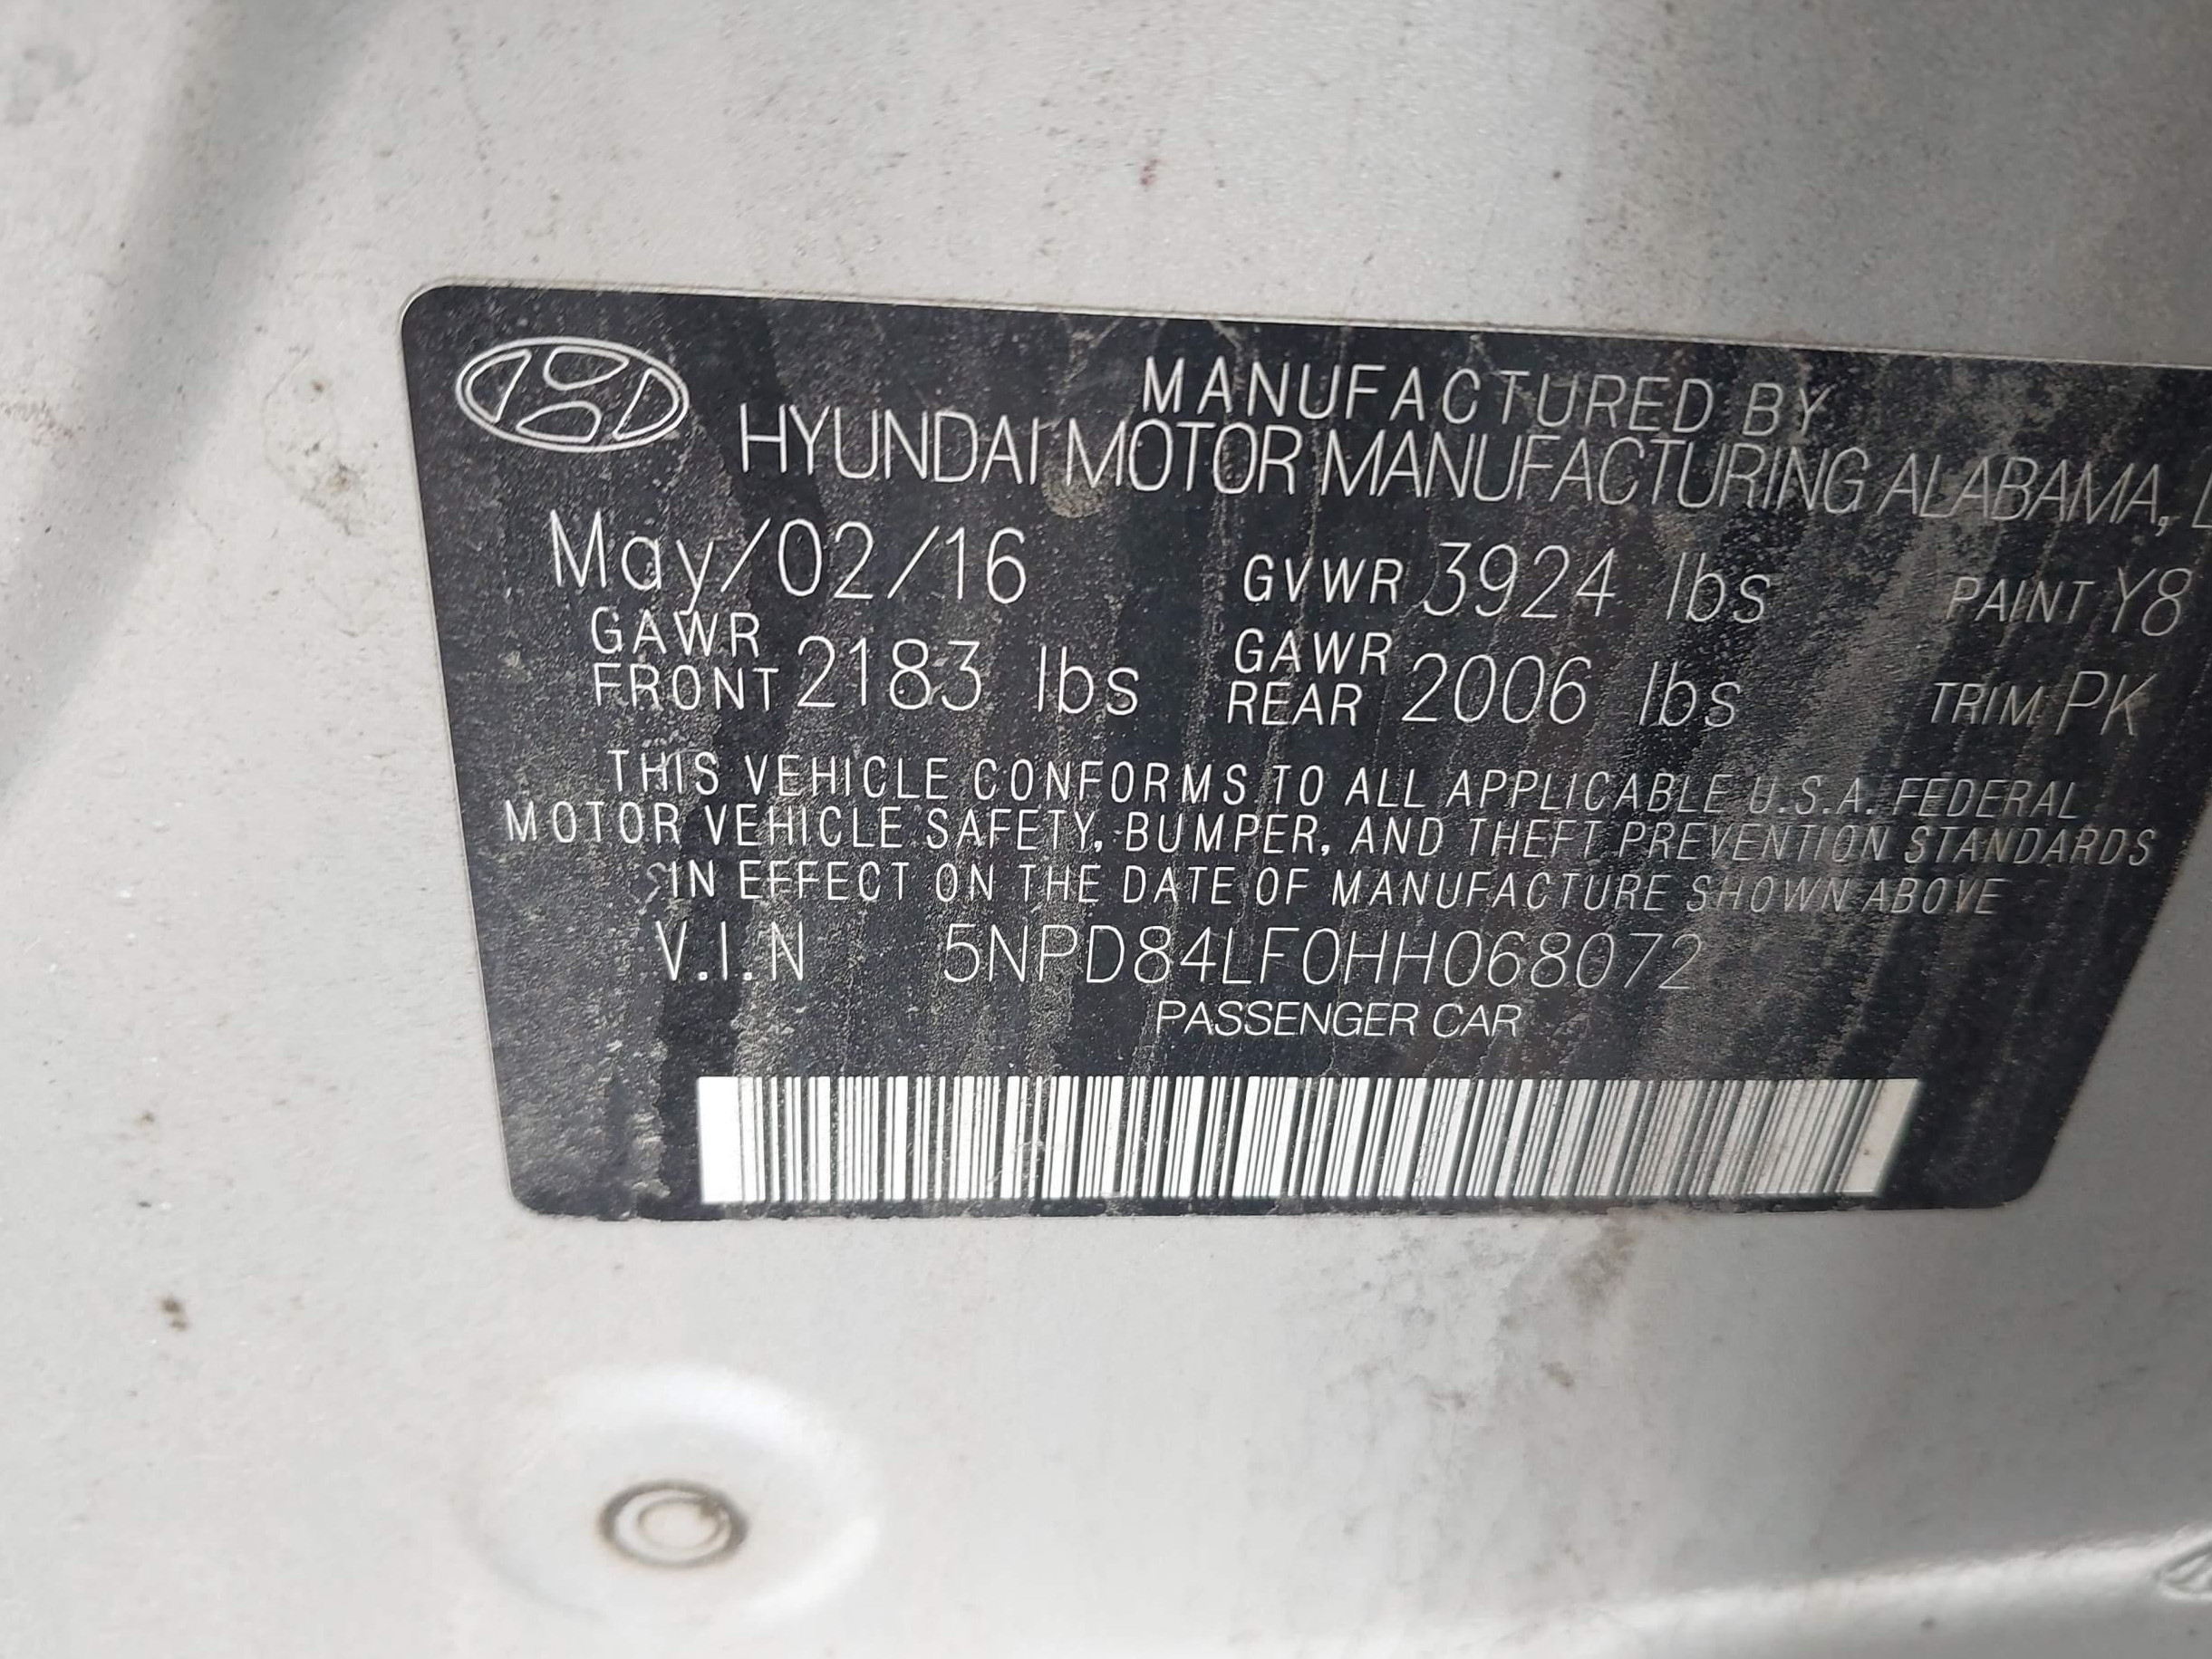 MANUFACTURED BY
HYUNDAI MOTOR MANUFACTURING ALABAMA,
May/02/16 GVWR 3924 lbs PAINT Y8
GAWR FRONT 2183 lbs GAWR REAR 2006 lbs TRIM PK
THIS VEHICLE CONFORMS TO ALL APPLICABLE U.S.A. FEDERAL
MOTOR VEHICLE SAFETY, BUMPER, AND THEFT PREVENTION STANDARDS
IN EFFECT ON THE DATE OF MANUFACTURE SHOWN ABOVE
V.I.N 5NPD84LF0HH068072
PASSENGER CAR